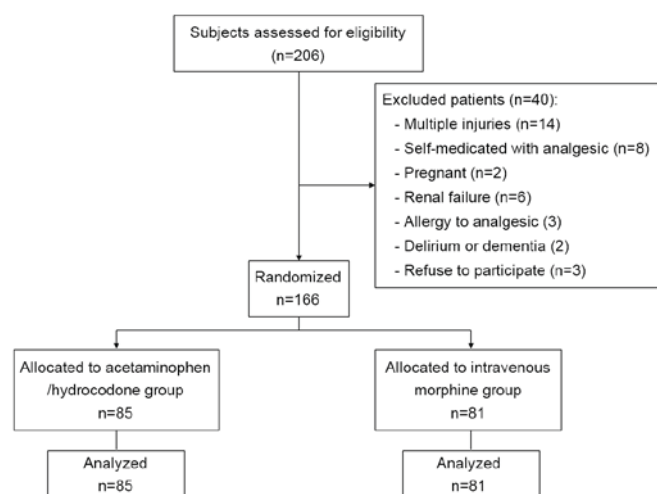 Subjects assessed for eligibility
(n=206)
Excluded patients (n=40):
- Multiple injuries (n=14)
- Self-medicated with analgesic (n=8)
- Pregnant (n=2)
- Renal failure (n=6)
- Allergy to analgesic (3)
- Delirium or dementia (2)
- Refuse to participate (n=3)
Randomized
n=166
Allocated to acetaminophen
/hydrocodone group
n=85
Allocated to intravenous
morphine group
n=81
Analyzed
n=85
Analyzed
n=81